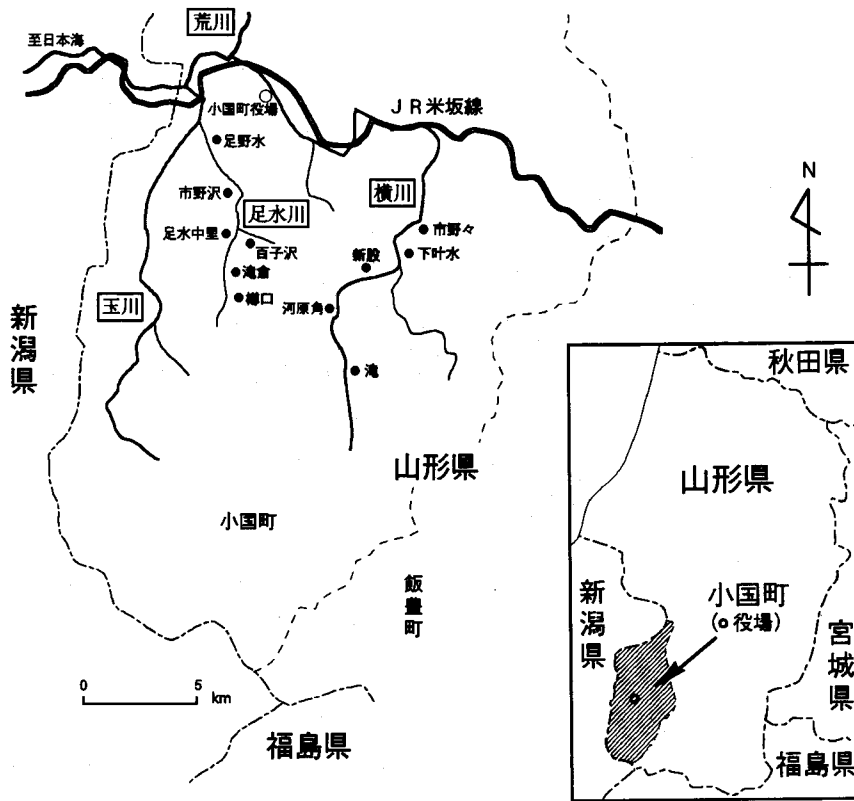 荒川
至日本海
小国町役場
JR米坂線
足野水
横川
市野沢
足水川
市野々
足水中里
百子沢
新股
下叶水
滝倉
玉川
樽口
河原角
新潟県
滝
山形県
小国町
飯豊町
0 5 km
福島県
N
秋田県
山形県
新潟県
小国町
(役場)
宮城県
福島県